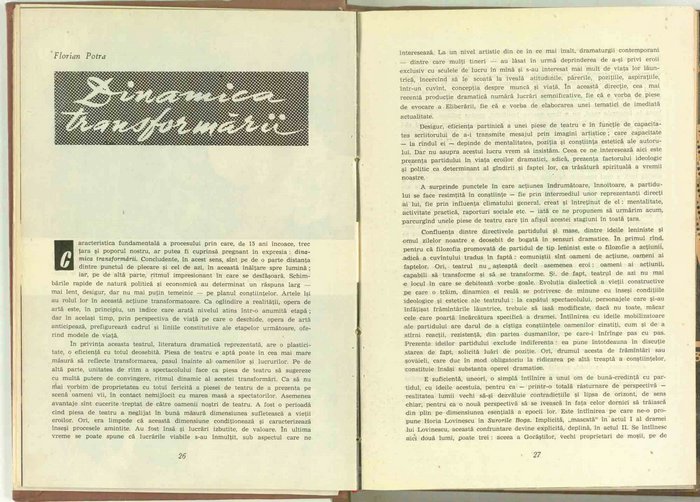 Florian Potra
Dinamica
transformării
Caracteristica fundamentală a procesului prin care, de 15 ani încoace, trec
țara și poporul nostru, ar putea fi cuprinsă pregnant în expresia : dina-
mica transformării. Concludente, în acest sens, sînt pe de o parte distanța
dintre punctul de plecare și cel de azi, în această înălțare spre lumină ;
iar, pe de altă parte, ritmul impresionant în care se desfășoară. Schim-
bările rapide de natură politică și economică au determinat un răspuns larg —
mai lent, desigur, dar nu mai puțin temeinic — pe planul conștiințelor. Artele își
au rolul lor în această acțiune transformatoare. Ca oglindire a realității, opera de
artă este, în principiu, un indice care arată nivelul atins într-o anumită etapă ;
dar în același timp, prin perspectiva de viață pe care o deschide, opera de artă
anticipează, prefigurează cadrul și liniile constitutive ale etapelor următoare, ofe-
rind modele de viață.
În privința aceasta teatrul, literatura dramatică reprezentată, are o plastici-
tate, o eficiență cu totul deosebită. Piesa de teatru e aptă poate în cea mai mare
măsură să reflecte transformarea, pasul înainte al oamenilor și lucrurilor. Pe de
altă parte, unitatea de ritm a spectacolului face ca piesa de teatru să sugereze
cu multă putere de convingere, ritmul dinamic al acestei transformări. Ca să nu
mai vorbim de proprietatea cu totul fericită a piesei de teatru de a prezenta pe
scenă oameni vii, în contact nemijlocit cu marea masă a spectatorilor. Asemenea
avantaje sînt cucerite treptat de către oamenii noștri de teatru. A fost o perioadă
cînd piesa de teatru a neglijat în bună măsură dimensiunea sufletească a vieții
eroilor. Ori, era limpede că această dimensiune condiționează și caracterizează
înseși procesele amintite. Au fost însă și lucrări izbutite, de valoare. În ultima
vreme se poate spune că lucrările viabile s-au înmulțit, sub aspectul care ne
26
interesează. La un nivel artistic din ce în ce mai înalt, dramaturgii contemporani
— dintre care mulți tineri — au lăsat în urmă deprinderea de a-și privi eroii
exclusiv cu sculele de lucru în mînă și s-au interesat mai mult de viața lor lăun-
trică, încercînd să le scoată la iveală atitudinile, părerile, pozițiile, aspirațiile,
într-un cuvînt, concepția despre muncă și viață. În această direcție, cea mai
recentă producție dramatică numără lucrări semnificative, fie că e vorba de piese
de evocare a Eliberării, fie că e vorba de elaborarea unei tematici de imediată
actualitate.
Desigur, eficiența partinică a unei piese de teatru e în funcție de capacita-
tea scriitorului de a-i transmite mesajul prin imagini artistice ; care capacitate
— la rîndul ei — depinde de mentalitatea, poziția și conștiința estetică ale autoru-
lui. Dar nu asupra acestui lucru vrem să insistăm. Ceea ce ne interesează aici este
prezența partidului în viața eroilor dramatici, adică, prezența factorului ideologic
și politic ca determinant al gîndirii și faptei lor, ca trăsătură spirituală a vremii
noastre.
A surprinde punctele în care acțiunea îndrumătoare, înnoitoare, a partidu-
lui se face resimțită în conștiințe — fie prin intermediul unor reprezentanți direcți
ai lui, fie prin influența climatului general, creat și întreținut de el : mentalitate,
activitate practică, raporturi sociale etc. — iată ce ne propunem să urmărim acum,
parcurgînd unele piese de teatru care țin afișul acestei stagiuni în toată țara.
Confluența dintre directivele partidului și mase, dintre ideile leniniste și
omul zilelor noastre e deosebit de bogată în sensuri dramatice. În primul rînd,
pentru că filozofia promovată de partidul de tip leninist este o filozofie a acțiunii,
adică a cuvîntului tradus în faptă : comuniștii sînt oameni de acțiune, oameni ai
faptelor. Ori, teatrul nu așteaptă decît asemenea eroi : oameni ai acțiunii,
capabili să transforme și să se transforme. Și, de fapt, teatrul de azi nu mai
e locul în care se debitează vorbe goale. Evoluția dialectică a vieții constructive
pe care o trăim, dinamica ei reală se potrivesc de minune cu înseși condițiile
ideologice și estetice ale teatrului : la capătul spectacolului, personajele care și-au
înfățișat frămîntările lăuntrice, trebuie să iasă modificate, dacă nu toate, măcar
cele care poartă încărcătura specifică a dramei. Întîlnirea cu ideile mobilizatoare
ale partidului are darul de a cîștiga conștiințele oamenilor cinstiți, cum și de a
stîrni reacții, rezistență, din partea dușmanilor, pe care-i înfrînge pas cu pas.
Prezența ideilor partidului exclude indiferența : ea pune întotdeauna în discuție
starea de fapt, solicită luări de poziție. Ori, drumul acesta de frămîntări sau
șovăieli, care duc în mod obligatoriu la ridicarea pe altă treaptă a conștiințelor,
constituie însăși substanța operei dramatice.
E suficientă, uneori, o simplă întîlnire a unui om de bună-credință cu par-
tidul, cu ideile acestuia, pentru ca — printr-o totală răsturnare de perspectivă —
realitatea lumii vechi să-și dezvăluie contradicțiile și lipsa de orizont, de sens
chiar, pentru ca o nouă perspectivă să se ivească în fața celor dornici să trăiască
din plin pe dimensiunea esențială a epocii lor. Este întîlnirea pe care ne-o pro-
pune Horia Lovinescu în Surorile Boga. Implicită, „mascată” în actul I al dramei
lui Lovinescu, această confruntare devine explicită, deplină, în actul II. Se întîlnesc
aici două lumi, poate trei : aceea a Gorăștilor, vechi proprietari de moșii, pe de
27